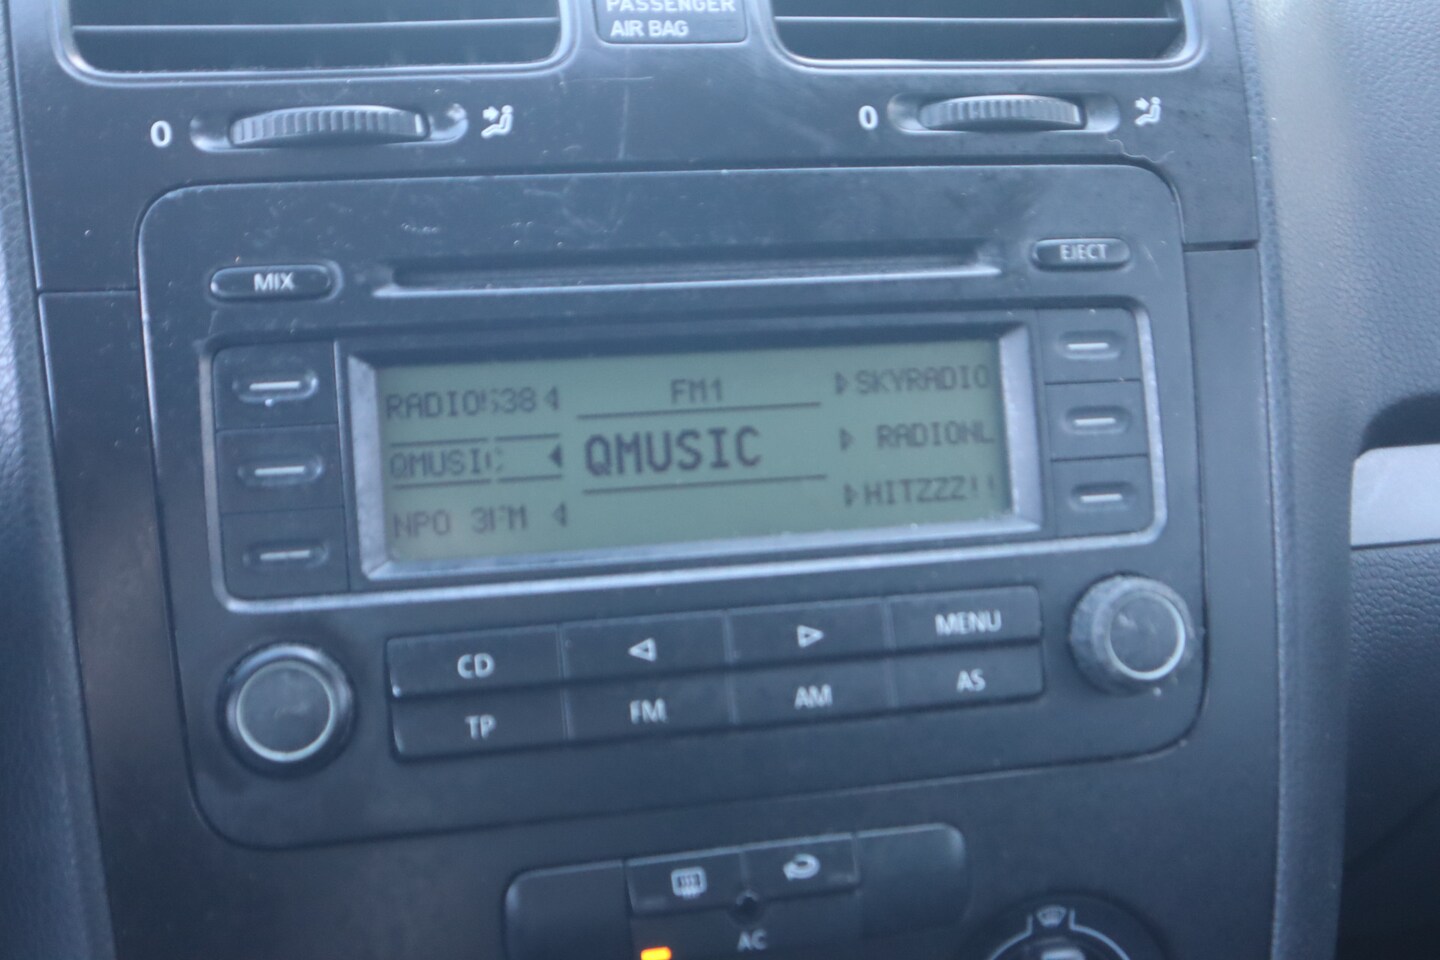 PASSENGER
AIR BAG
0
0
MIX
EJECT
RADIO538
FM1
SKYRADIO
QMUSIC
QMUSIC
RADIONL
NPO 3FM
HITZZZ!!
CD
MENU
TP
FM
AM
AS
AC